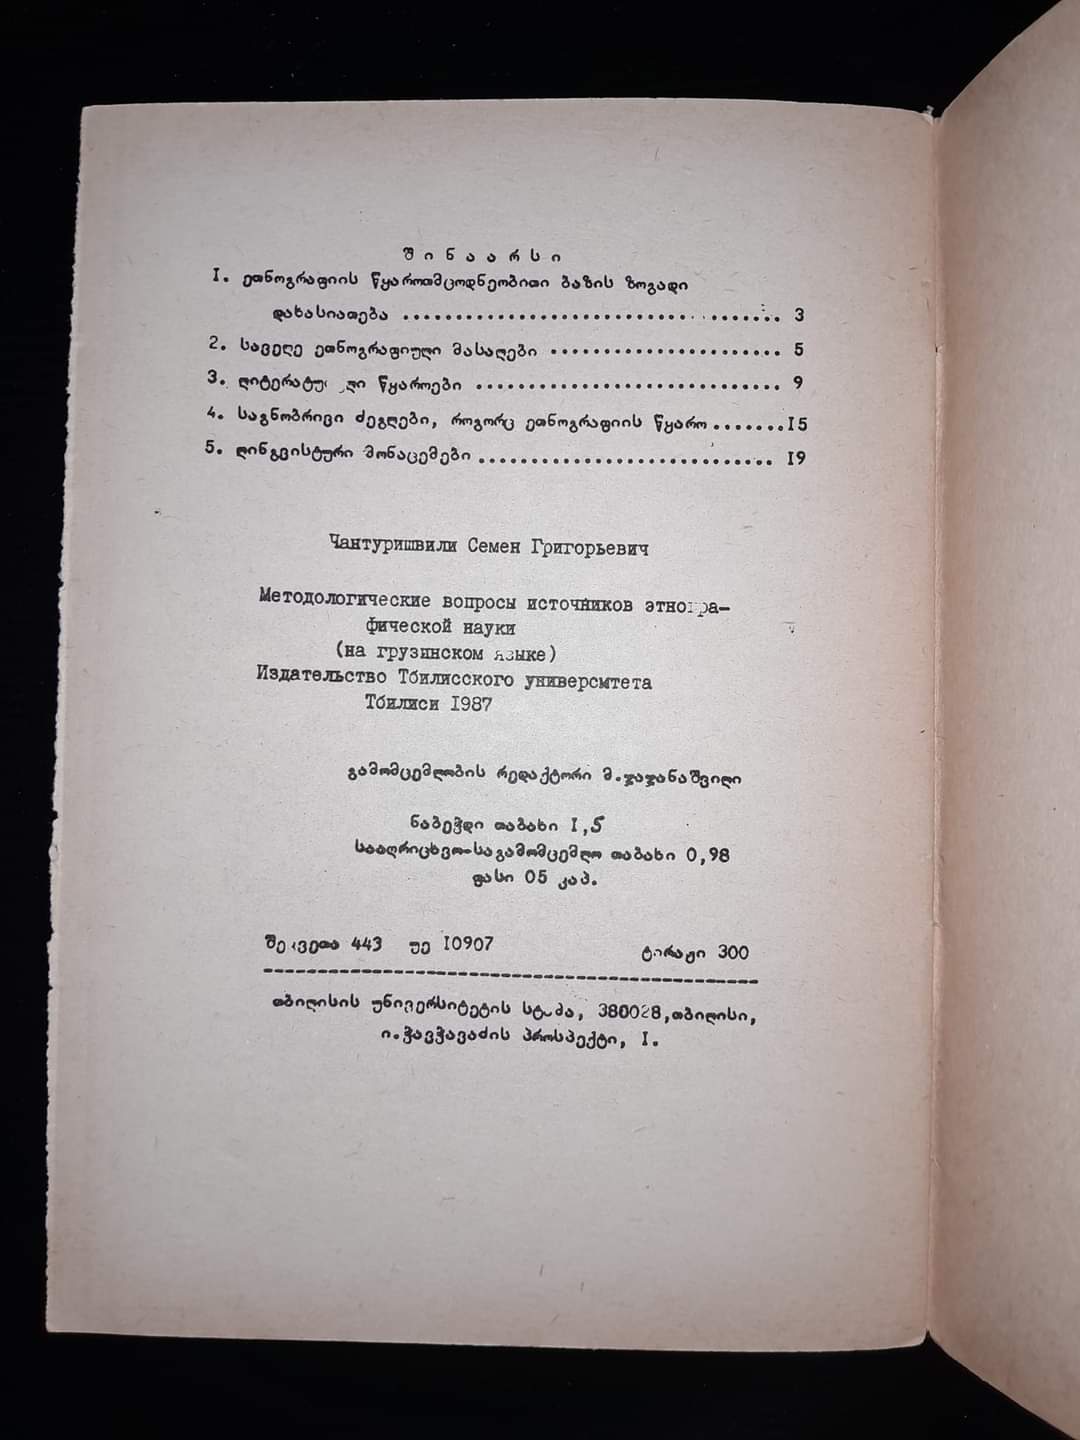 შ ი ნ ა ა რ ს ი
I. ეთნოგრაფიის წყაროთმცოდნეობითი ბაზის ზოგადი
დახასიათება .................................... 3
2. საველე ეთნოგრაფიული მასალები ...................... 5
3. წყაროები ............................. 9
4. საგნობრივი ძეგლები, როგორც ეთნოგრაფიის წყარო.......I5
5. ლინგვისტური მონაცემები ............................ I9
Чантуришвили Семен Григорьевич
Методологические вопросы источников этногра-
фической науки
(на грузинском языке)
Издательство Тбилисского университета
Тбилиси I987
გამომცემლობის რედაქტორი მ.ჯაჯანაშვილი
ნაბეჭდი თაბახი I,5
სააღრიცხვო-საგამომცემლო თაბახი 0,98
ფასი 05 კაპ.
შეკვეთა 443 უე I0907 ტირაჟი 300
თბილისის უნივერსიტეტის სტამბა, 380028,თბილისი,
ი.ჭავჭავაძის პროსპექტი, I.